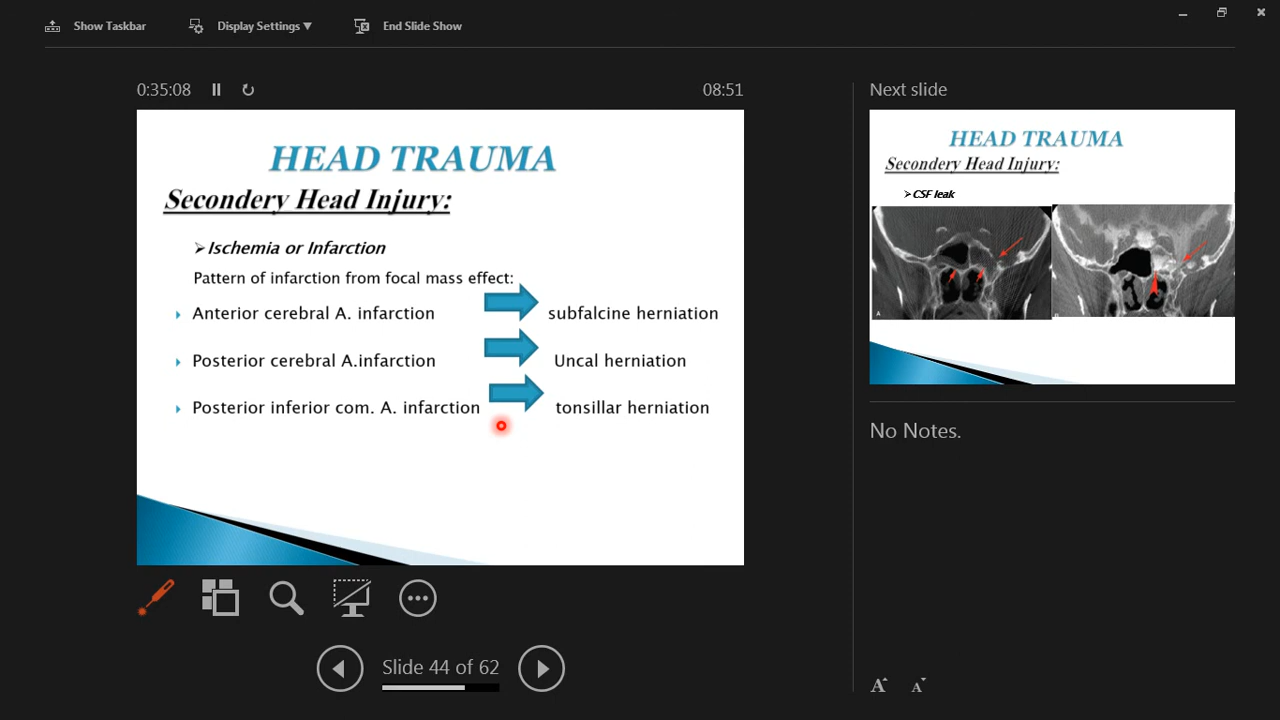 Show Taskbar
Display Settings ▼
End Slide Show
0:35:08
08:51
HEAD TRAUMA
Secondery Head Injury:
➢Ischemia or Infarction
Pattern of infarction from focal mass effect:
Anterior cerebral A. infarction subfalcine herniation
Posterior cerebral A.infarction Uncal herniation
Posterior inferior com. A. infarction tonsillar herniation
Slide 44 of 62
Next slide
HEAD TRAUMA
Secondery Head Injury:
➢CSF leak
A
No Notes.
A A